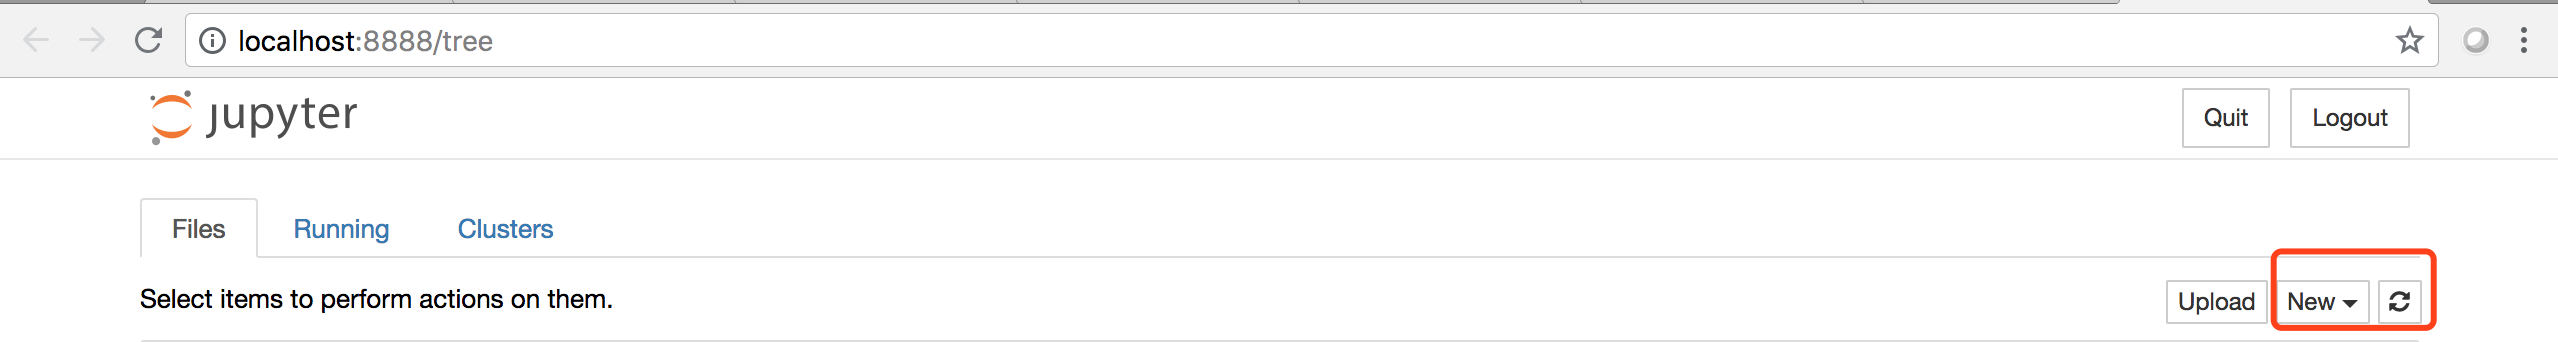 localhost:8888/tree
jupyter
Quit Logout
Files Running Clusters
Select items to perform actions on them. Upload New